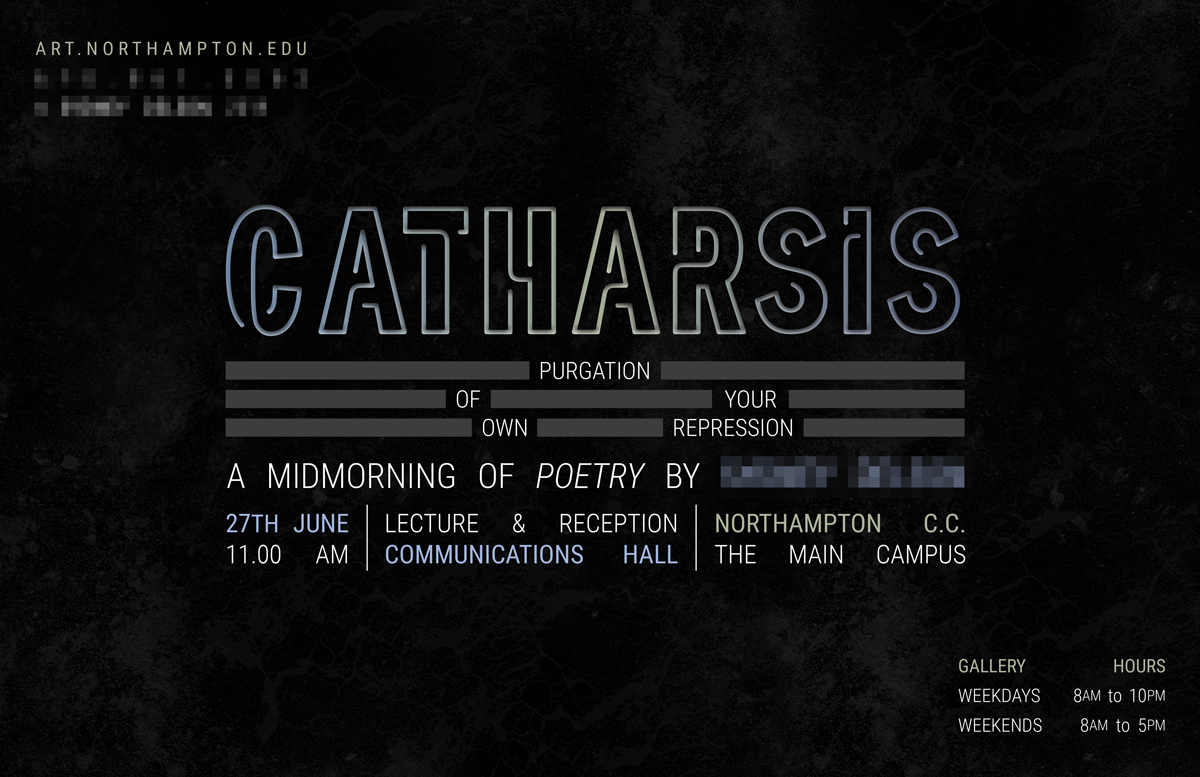 ART.NORTHAMPTON.EDU
CATHARSIS
PURGATION
OF YOUR
OWN REPRESSION
A MIDMORNING OF POETRY BY
27TH JUNE
11.00 AM
LECTURE & RECEPTION
COMMUNICATIONS HALL
NORTHAMPTON C.C.
THE MAIN CAMPUS
GALLERY HOURS
WEEKDAYS 8AM to 10PM
WEEKENDS 8AM to 5PM